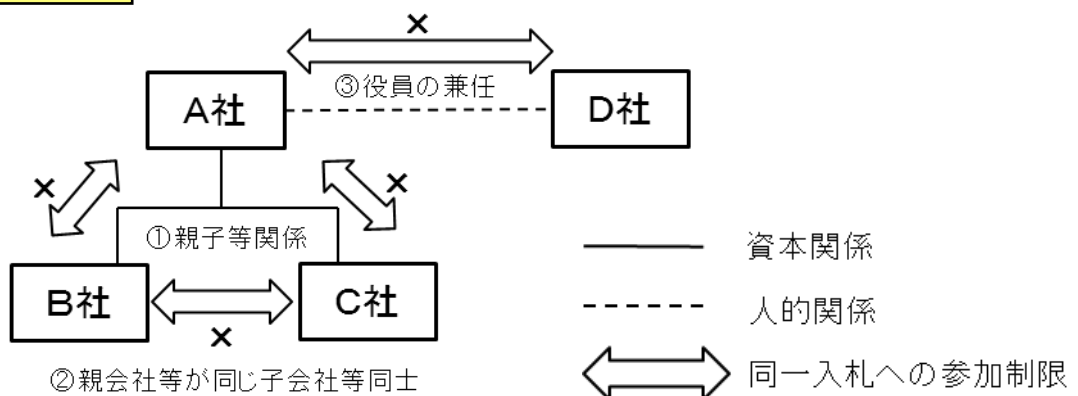 ×
③役員の兼任
A社
D社
×
×
①親子等関係
B社
C社
×
②親会社等が同じ子会社等同士
資本関係
人的関係
同一入札への参加制限